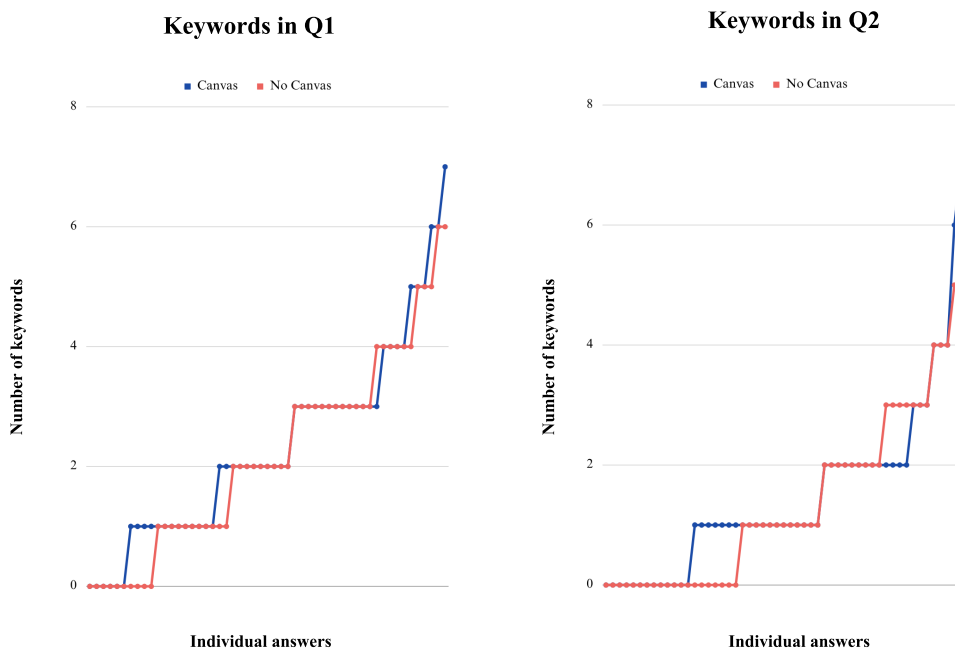 Keywords in Q1
Canvas No Canvas
8
6
4
2
0
Number of keywords
Individual answers
Keywords in Q2
Canvas No Canvas
8
6
4
2
0
Number of keywords
Individual answers